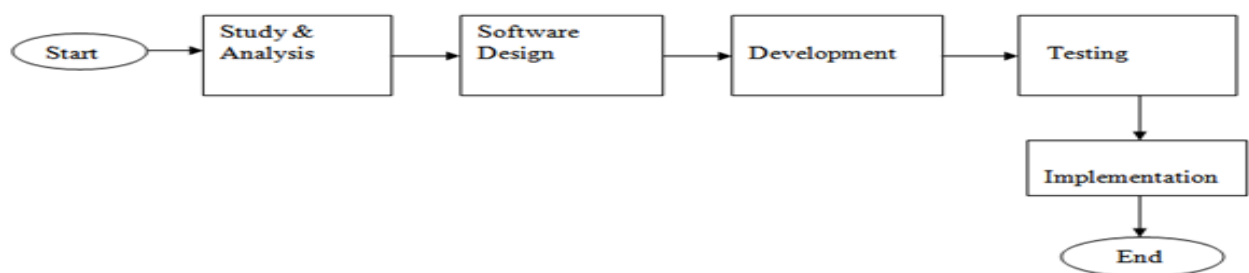 Start
Study &
Analysis
Software
Design
Development
Testing
Implementation
End